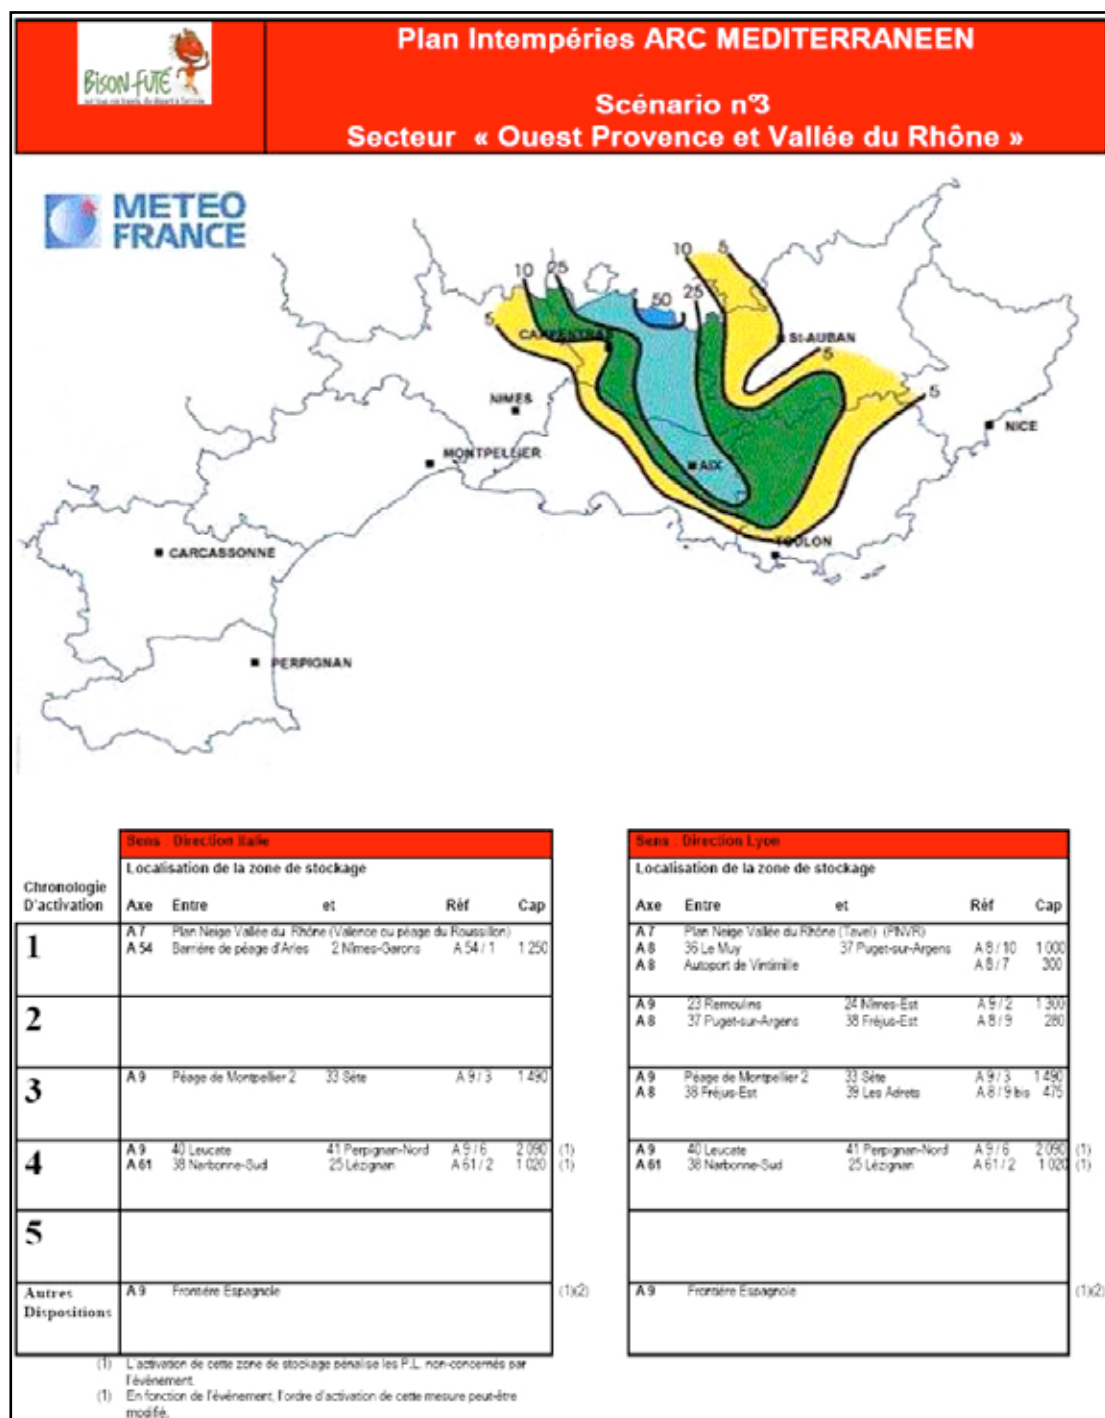 Plan Intempéries ARC MEDITERRANEEN
BISON-FUTÉ
Scénario n°3
Secteur « Ouest Provence et Vallée du Rhône »
METEO
FRANCE
10 5
10 25
50 25
5
CARPENTRAS
St-AUBAN
5
5
NIMES
NICE
MONTPELLIER
AIX
TOULON
CARCASSONNE
PERPIGNAN
Sens : Direction Italie
Localisation de la zone de stockage
Chronologie
D'activation
Axe Entre et Réf Cap
1
A 7 Plan Neige Vallée du Rhône (Valence ou péage du Roussillon)
A 54 Barrière de péage d'Arles 2 Nîmes-Garons A 54 / 1 1 250
2
3
A 9 Péage de Montpellier 2 33 Sète A 9 / 3 1 490
4
A 9 40 Leucate 41 Perpignan-Nord A 9 / 6 2 090 (1)
A 61 38 Narbonne-Sud 25 Lézignan A 61 / 2 1 020 (1)
5
Autres
Dispositions
A 9 Frontière Espagnole (1)(2)
Sens : Direction Lyon
Localisation de la zone de stockage
Axe Entre et Réf Cap
A 7 Plan Neige Vallée du Rhône (Tavel) (PNVR)
A 8 36 Le Muy 37 Puget-sur-Argens A 8 / 10 1 000
A 8 Autoport de Vintimille A 8 / 7 300
A 9 23 Remoulins 24 Nîmes-Est A 9 / 2 1 300
A 8 37 Puget-sur-Argens 38 Fréjus-Est A 8 / 9 280
A 9 Péage de Montpellier 2 33 Sète A 9 / 3 1 490
A 8 38 Fréjus-Est 39 Les Adrets A 8 / 9 bis 475
A 9 40 Leucate 41 Perpignan-Nord A 9 / 6 2 090 (1)
A 61 38 Narbonne-Sud 25 Lézignan A 61 / 2 1 020 (1)
A 9 Frontière Espagnole (1)(2)
(1) L'activation de cette zone de stockage pénalise les P.L. non-concernés par
l'évènement.
(1) En fonction de l'évènement, l'ordre d'activation de cette mesure peut-être
modifié.